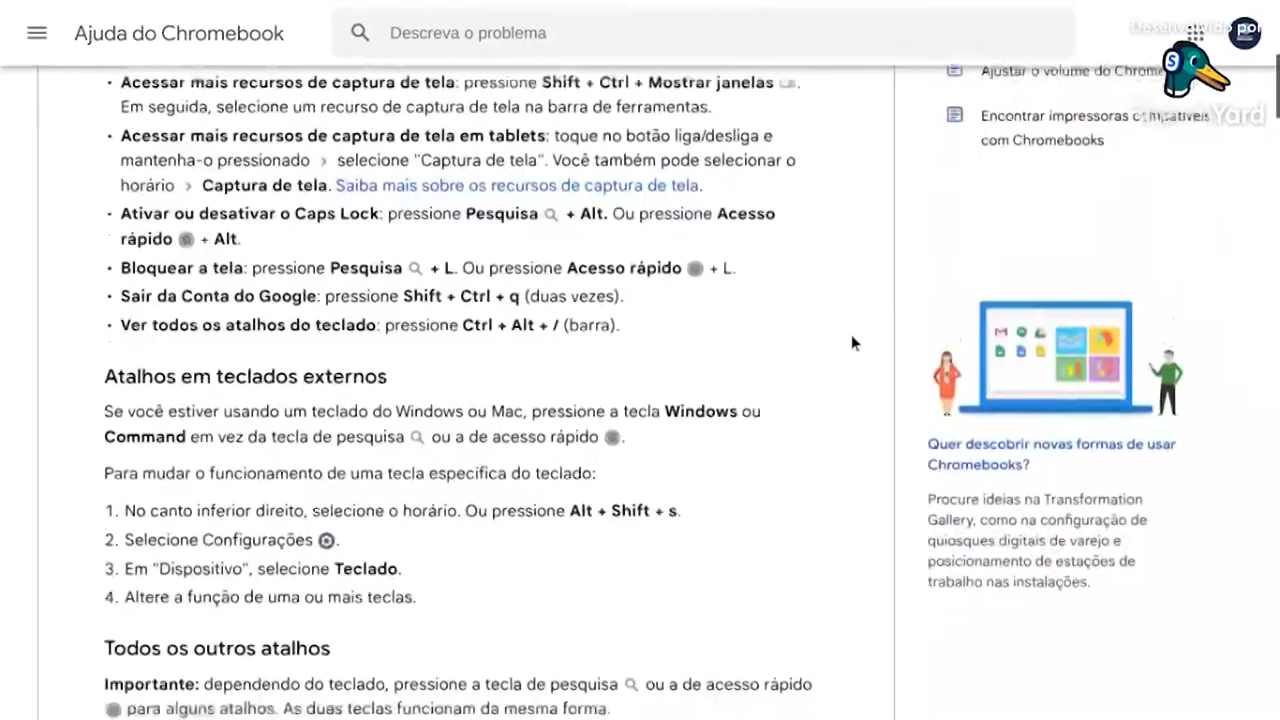 Ajuda do Chromebook
Descreva o problema
Desenvolvido por
• Acessar mais recursos de captura de tela: pressione Shift + Ctrl + Mostrar janelas .
Em seguida, selecione um recurso de captura de tela na barra de ferramentas.
• Acessar mais recursos de captura de tela em tablets: toque no botão liga/desliga e
mantenha-o pressionado > selecione "Captura de tela". Você também pode selecionar o
horário > Captura de tela. Saiba mais sobre os recursos de captura de tela.
• Ativar ou desativar o Caps Lock: pressione Pesquisa + Alt. Ou pressione Acesso
rápido + Alt.
• Bloquear a tela: pressione Pesquisa + L. Ou pressione Acesso rápido + L.
• Sair da Conta do Google: pressione Shift + Ctrl + q (duas vezes).
• Ver todos os atalhos do teclado: pressione Ctrl + Alt + / (barra).
Atalhos em teclados externos
Se você estiver usando um teclado do Windows ou Mac, pressione a tecla Windows ou
Command em vez da tecla de pesquisa ou a de acesso rápido .
Para mudar o funcionamento de uma tecla específica do teclado:
1. No canto inferior direito, selecione o horário. Ou pressione Alt + Shift + s.
2. Selecione Configurações .
3. Em "Dispositivo", selecione Teclado.
4. Altere a função de uma ou mais teclas.
Todos os outros atalhos
Importante: dependendo do teclado, pressione a tecla de pesquisa ou a de acesso rápido
para alguns atalhos. As duas teclas funcionam da mesma forma.
Ajustar o volume do Chrome
S
Encontrar impressoras compatíveis
Yard
com Chromebooks
Quer descobrir novas formas de usar
Chromebooks?
Procure ideias na Transformation
Gallery, como na configuração de
quiosques digitais de varejo e
posicionamento de estações de
trabalho nas instalações.